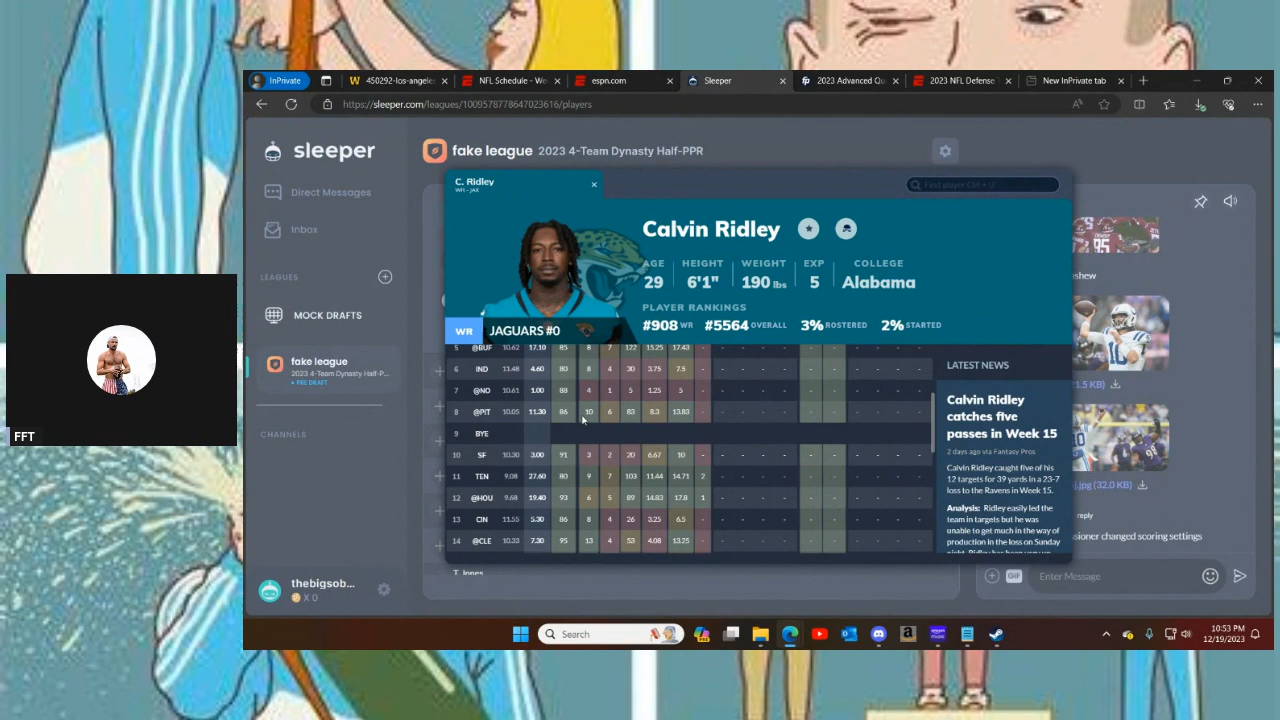 InPrivate
450292-los-angele
NFL Schedule - We
espn.com
Sleeper
2023 Advanced Qu
2023 NFL Defense
New InPrivate tab
https://sleeper.com/leagues/1009578778647023616/players
sleeper
Direct Messages
Inbox
LEAGUES
MOCK DRAFTS
fake league
2023 4-Team Dynasty Half-P...
PRE DRAFT
CHANNELS
thebigsob...
X 0
FFT
fake league 2023 4-Team Dynasty Half-PPR
C. Ridley
WR - JAX
Find player Ctrl + U
Calvin Ridley
AGE HEIGHT WEIGHT EXP COLLEGE
29 6'1" 190 lbs 5 Alabama
PLAYER RANKINGS
#908 WR #5564 OVERALL 3% ROSTERED 2% STARTED
WR JAGUARS #0
5 @BUF 10.62 17.10 85 8 7 122 15.25 17.43 - - - - - - - - - -
6 IND 11.48 4.60 80 8 4 30 3.75 7.5 - - - - - - - - - -
7 @NO 10.61 1.00 88 4 1 5 1.25 5 - - - - - - - - - -
8 @PIT 10.05 11.30 86 10 6 83 8.3 13.83 - - - - - - - - - -
9 BYE
10 SF 10.30 3.00 91 3 2 20 6.67 10 - - - - - - - - - -
11 TEN 9.08 27.60 80 9 7 103 11.44 14.71 2 - - - - - - - - -
12 @HOU 9.68 19.40 93 6 5 89 14.83 17.8 1 - - - - - - - - -
13 CIN 11.55 5.30 86 8 4 26 3.25 6.5 - - - - - - - - - -
14 @CLE 10.33 7.30 95 13 4 53 4.08 13.25 - - - - - - - - - -
T. Jones
LATEST NEWS
Calvin Ridley
catches five
passes in Week 15
2 days ago via Fantasy Pros
Calvin Ridley caught five of his
12 targets for 39 yards in a 23-7
loss to the Ravens in Week 15.
Analysis: Ridley easily led the
team in targets but he was
unable to get much in the way of
production in the loss on Sunday
night. Ridley has been very up
shew
21.5 KB)
].jpg (32.0 KB)
reply
sioner changed scoring settings
GIF Enter Message
Search
10:53 PM
12/19/2023